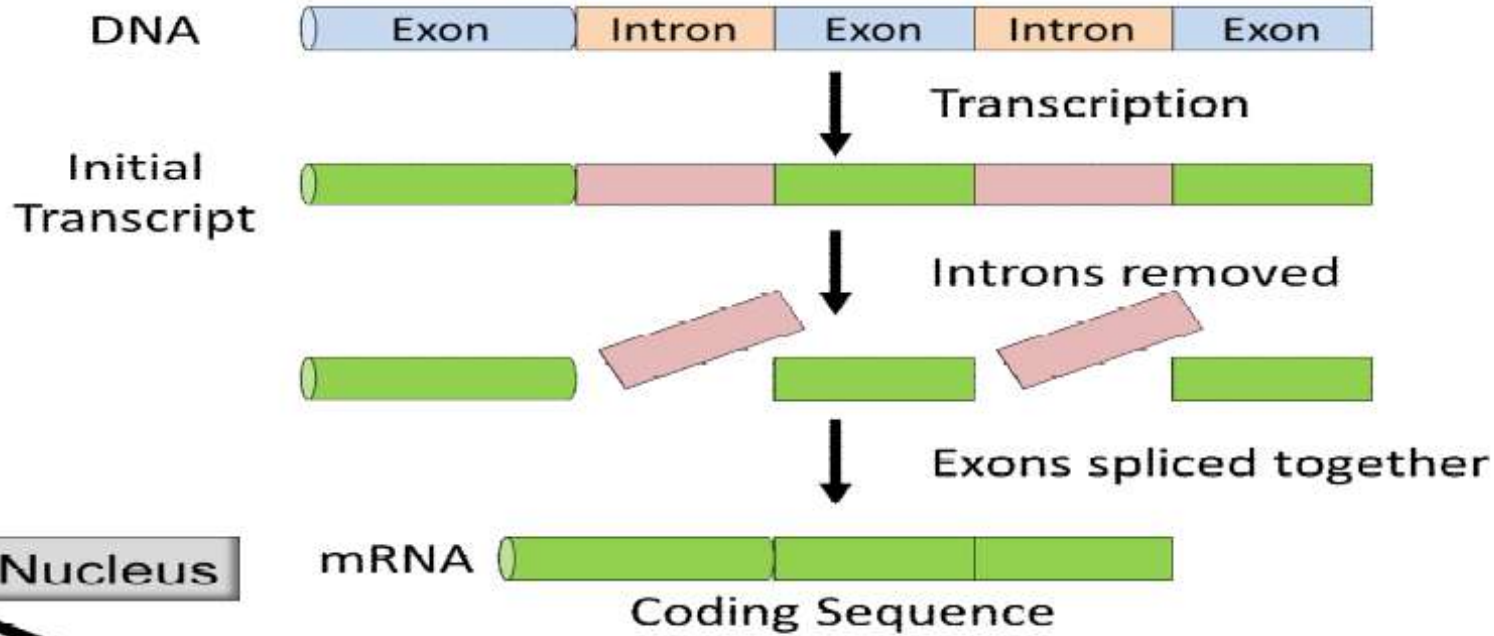 DNA Exon Intron Exon Intron Exon
Transcription
Initial
Transcript
Introns removed
Exons spliced together
Nucleus
mRNA
Coding Sequence